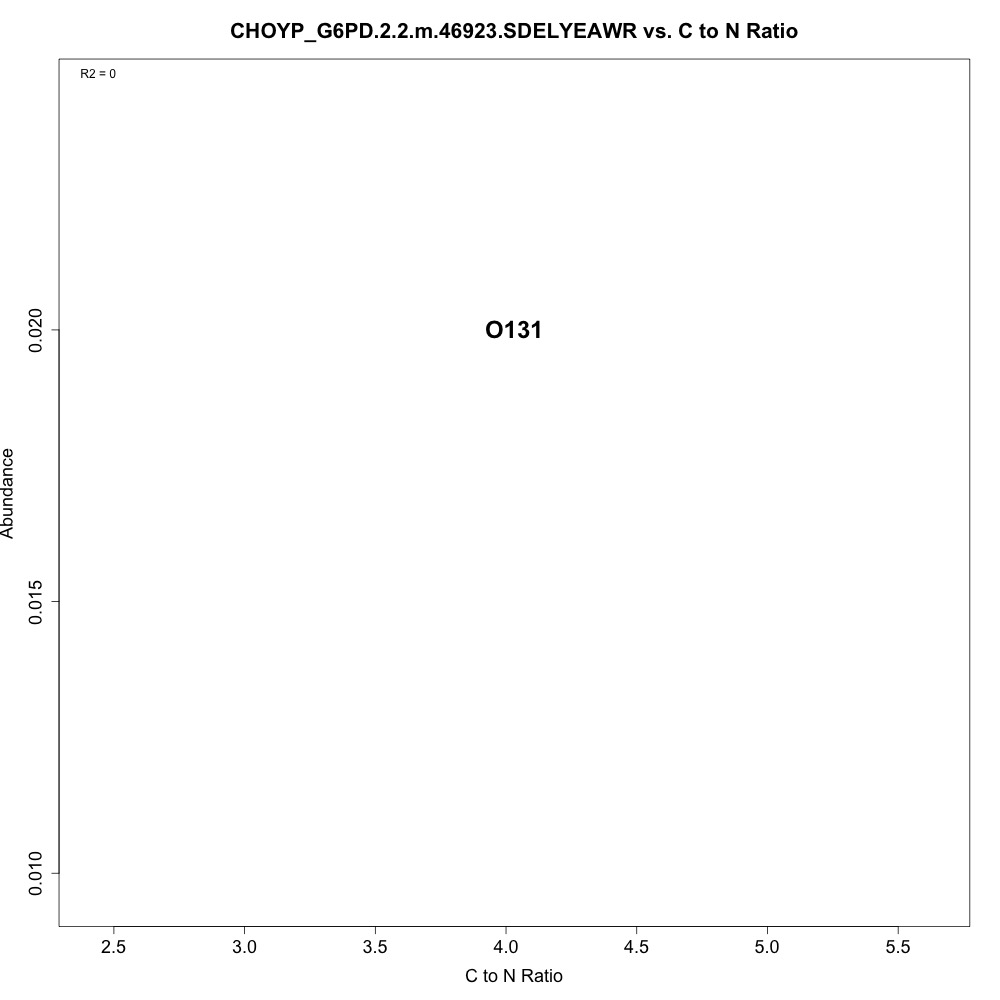 CHOYP_G6PD.2.2.m.46923.SDELYEAWR vs. C to N Ratio
R2 = 0
0.020
O131
Abundance
0.015
0.010
2.5 3.0 3.5 4.0 4.5 5.0 5.5
C to N Ratio